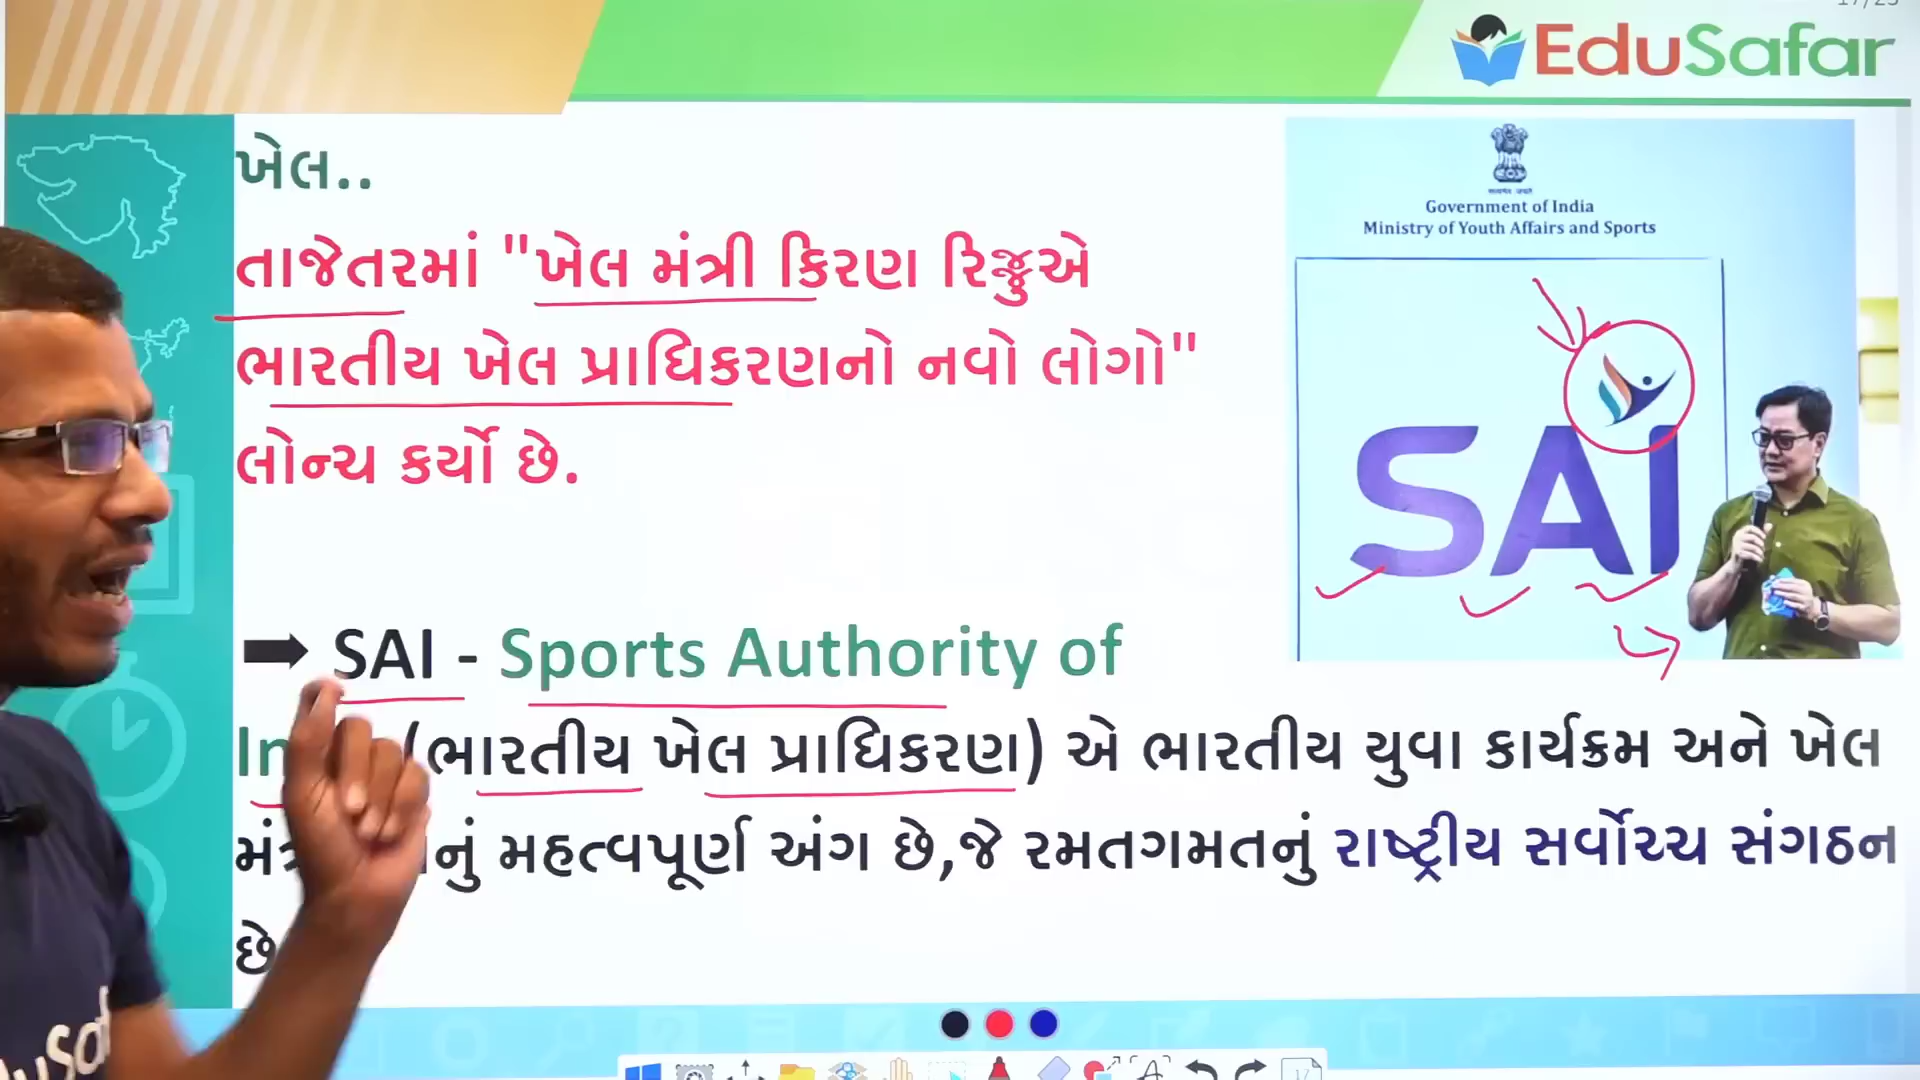 EduSafar
ખેલ..
તાજેતરમાં "ખેલ મંત્રી કિરણ રિજ્જુએ
ભારતીય ખેલ પ્રાધિકરણનો નવો લોગો"
લોન્ચ કર્યો છે.
Government of India
Ministry of Youth Affairs and Sports
SAI
➡ SAI - Sports Authority of
(ભારતીય ખેલ પ્રાધિકરણ) એ ભારતીય યુવા કાર્યક્રમ અને ખેલ
મહત્વપૂર્ણ અંગ છે,જે રમતગમતનું રાષ્ટ્રીય સર્વોચ્ચ સંગઠન
છે
17